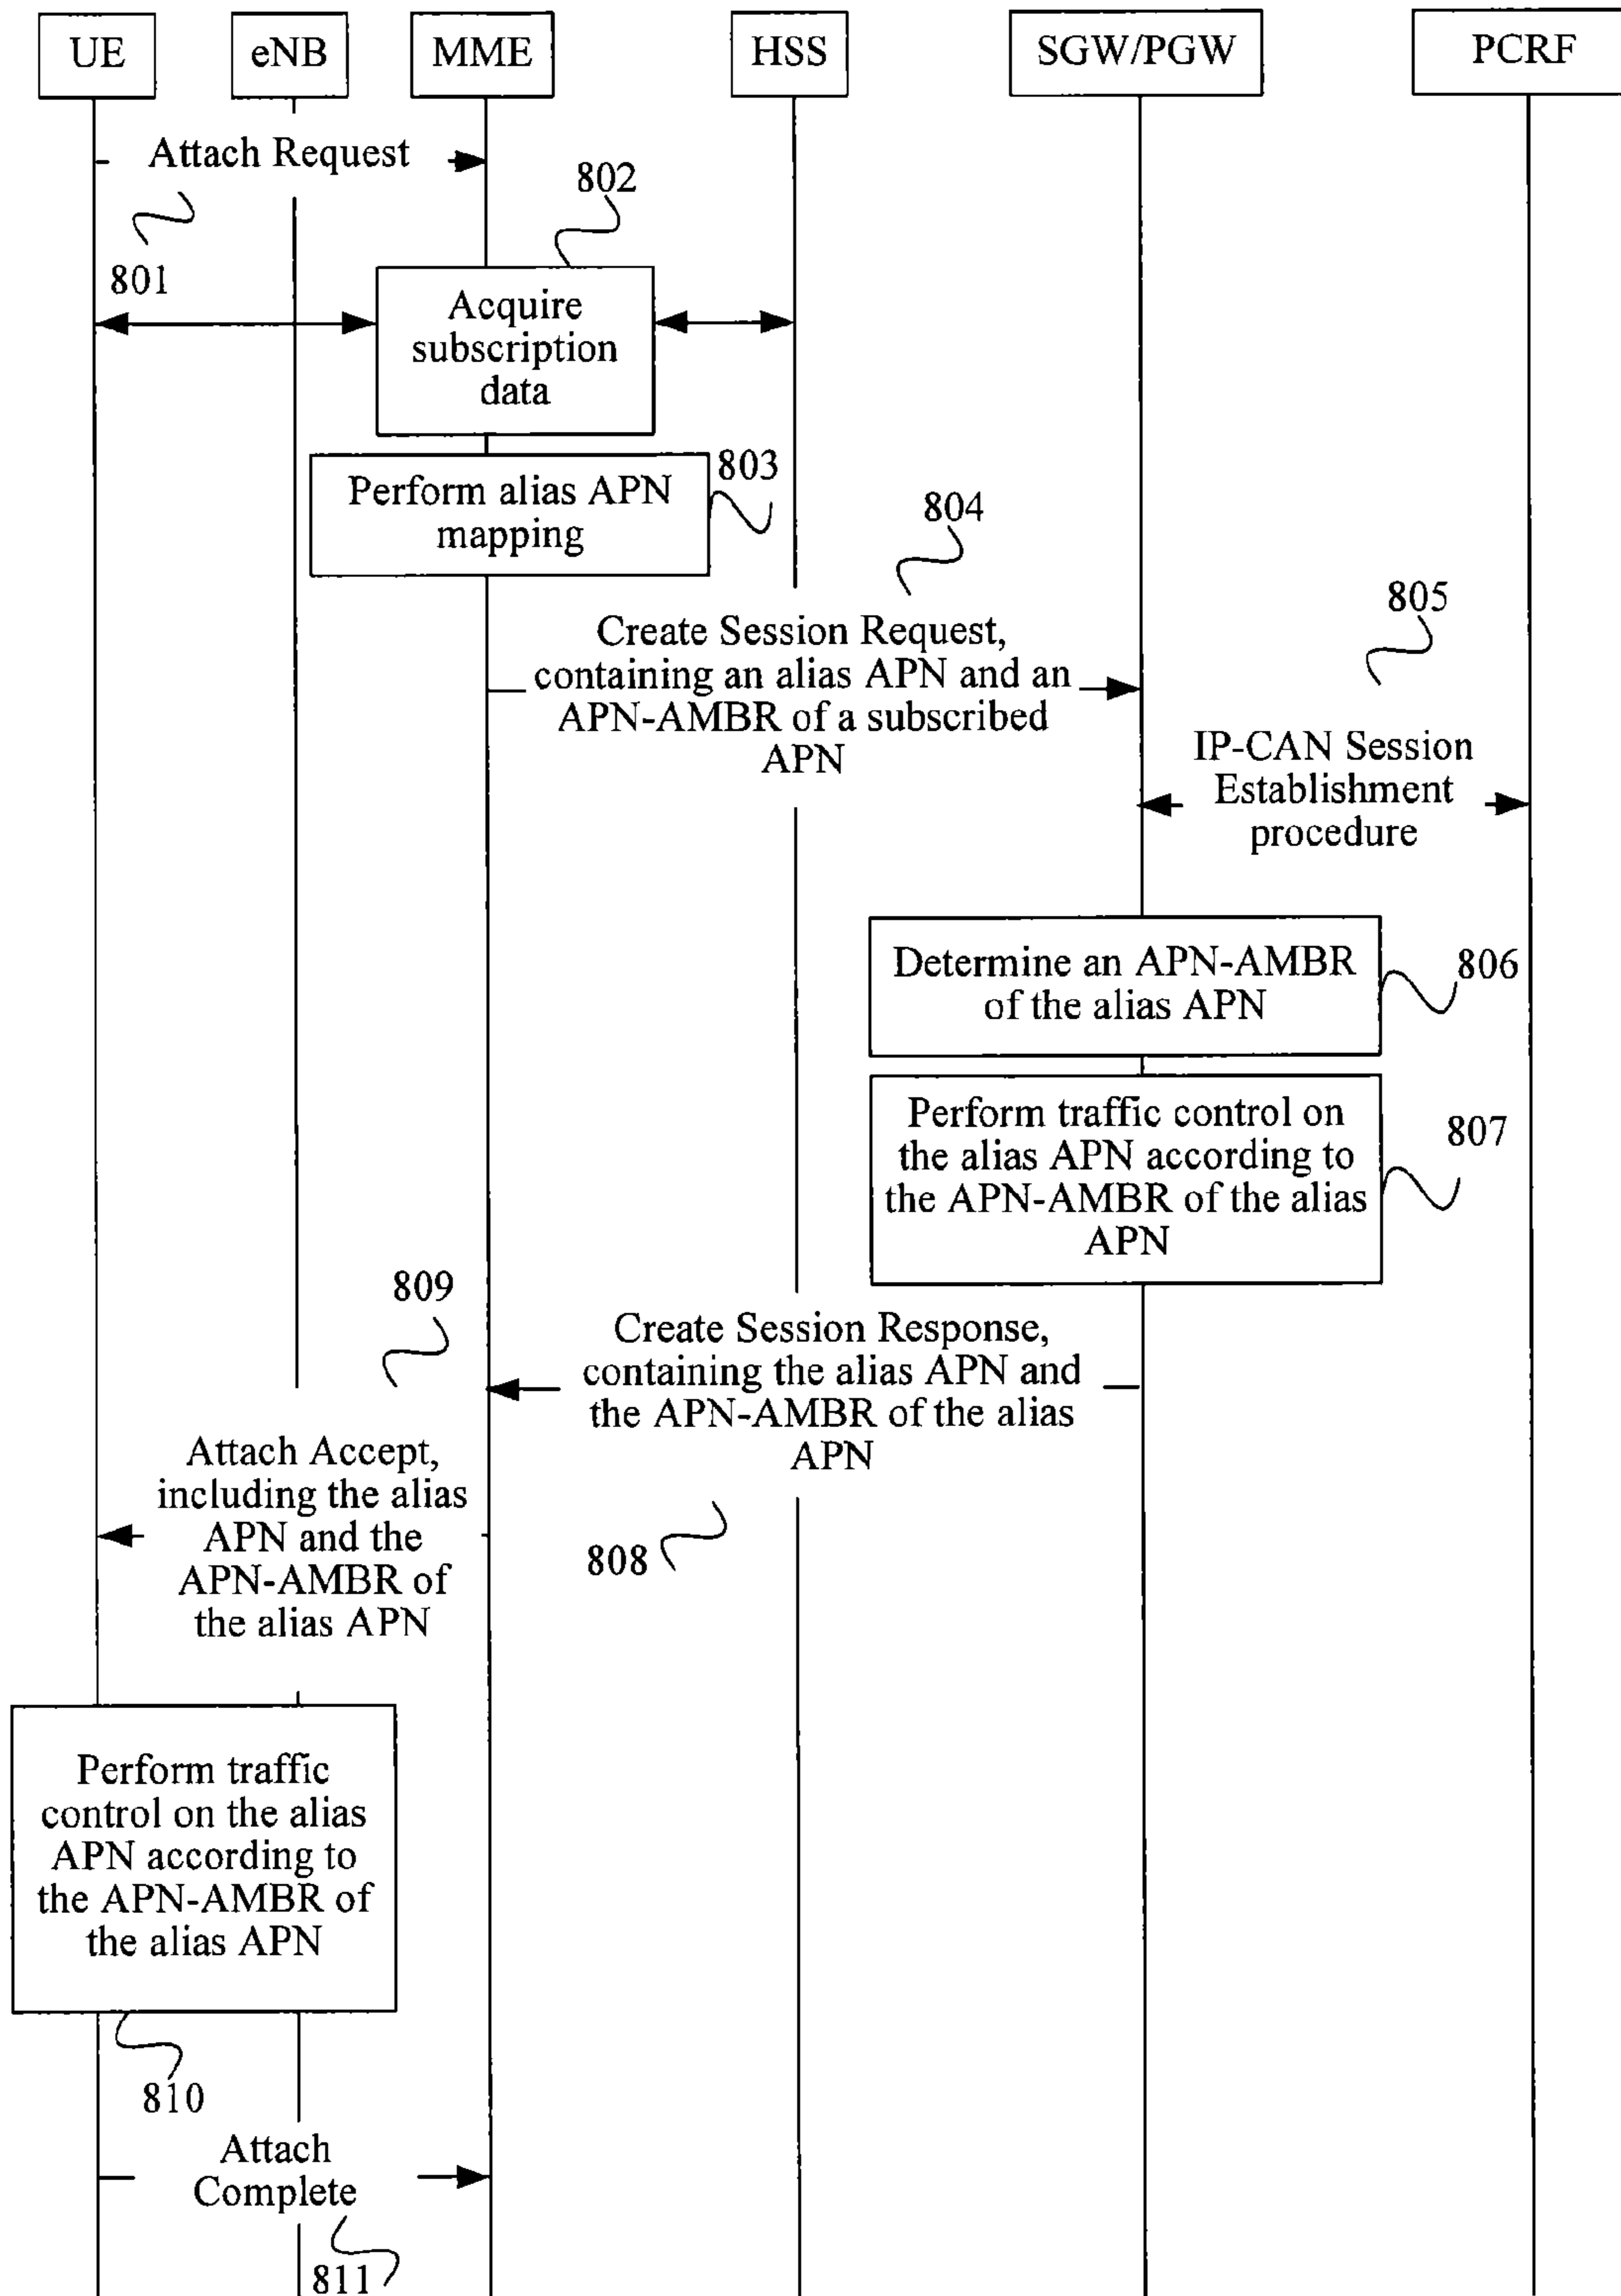 UE
eNB
MME
HSS
SGW/PGW
PCRF
Attach Request
801
802
Acquire
subscription
data
803
Perform alias APN
mapping
804
Create Session Request,
containing an alias APN and an
APN-AMBR of a subscribed
APN
805
IP-CAN Session
Establishment
procedure
Determine an APN-AMBR
of the alias APN
806
Perform traffic control on
the alias APN according to
the APN-AMBR of the alias
APN
807
Create Session Response,
containing the alias APN and
the APN-AMBR of the alias
APN
808
809
Attach Accept,
including the alias
APN and the
APN-AMBR of
the alias APN
Perform traffic
control on the alias
APN according to
the APN-AMBR of
the alias APN
810
Attach
Complete
811